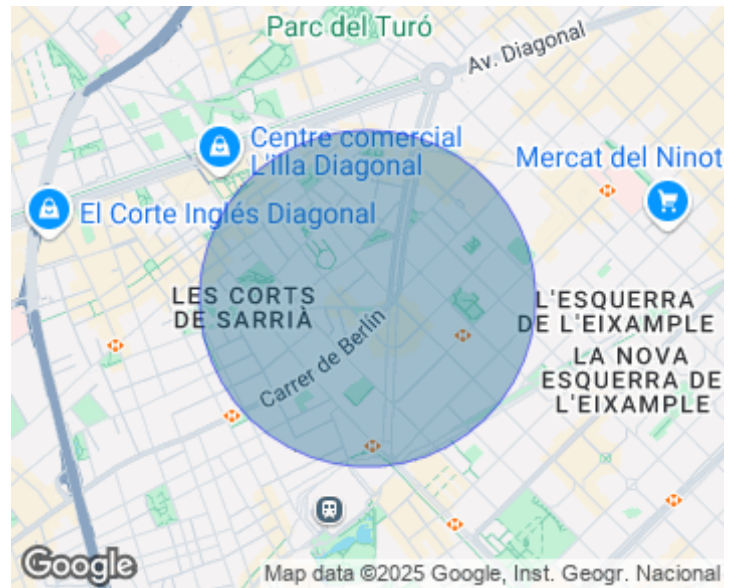 Parc del Turó
Av. Diagonal
Centre comercial
L'illa Diagonal
Mercat del Ninot
El Corte Inglés Diagonal
LES CORTS
DE SARRIÀ
L'ESQUERRA
DE L'EIXAMPLE
Carrer de Berlín
LA NOVA
ESQUERRA DE
L'EIXAMPLE
Google
Map data ©2025 Google, Inst. Geogr. Nacional